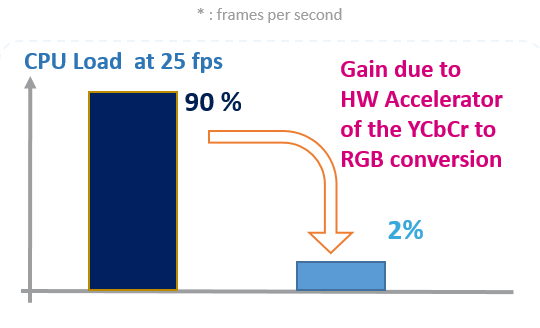 * : frames per second
CPU Load at 25 fps
90 %
Gain due to
HW Accelerator
of the YCbCr to
RGB conversion
2%